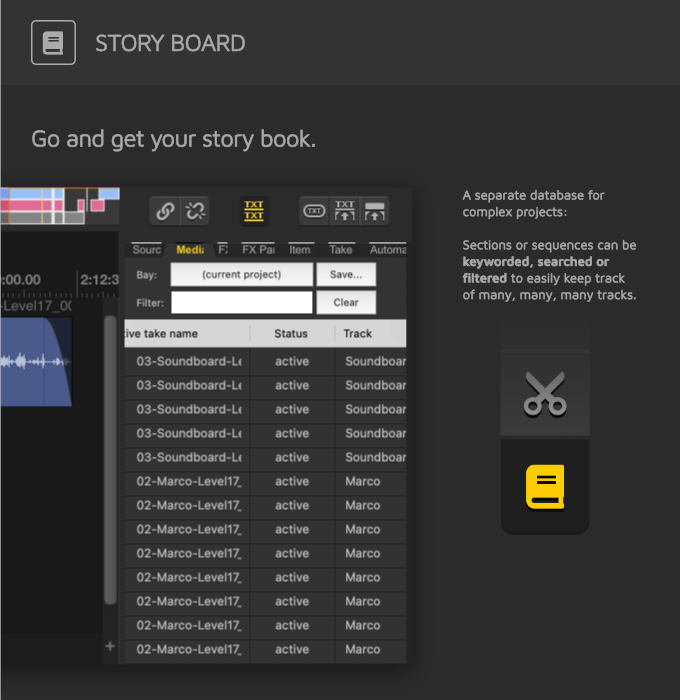 STORY BOARD
Go and get your story book.
TXT
TXT
TXT
TXT
Sourc Media FX Pa Item Take Automa
:00.00 2:12:3
Bay: (current project) Save...
-Level17_00
Filter: Clear
ive take name Status Track
03-Soundboard-Le active Soundboar
03-Soundboard-Le active Soundboar
03-Soundboard-Le active Soundboar
03-Soundboard-Le active Soundboar
03-Soundboard-Le active Soundboar
02-Marco-Level17_ active Marco
02-Marco-Level17_ active Marco
02-Marco-Level17_ active Marco
02-Marco-Level17_ active Marco
02-Marco-Level17_ active Marco
02-Marco-Level17_ active Marco
02-Marco-Level17_ active Marco
02-Marco-Level17_ active Marco
A separate database for
complex projects:
Sections or sequences can be
keyworded, searched or
filtered to easily keep track
of many, many, many tracks.